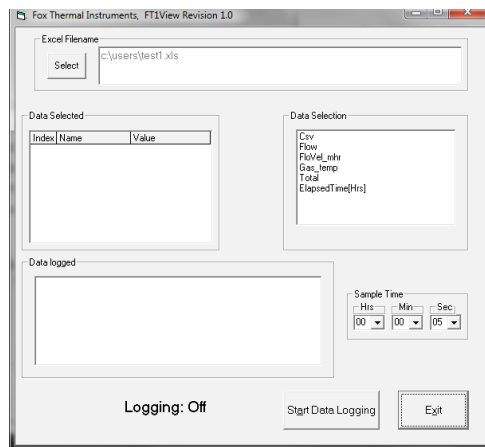 Fox Thermal Instruments, FT1View Revision 1.0
Excel Filename
Select
c:\users\test1.xls
Data Selected
Index Name Value
Data Selection
Csv
Flow
FloVel_mhr
Gas_temp
Total
ElapsedTime[Hrs]
Data logged
Sample Time
Hrs Min Sec
00 00 05
Logging: Off
Start Data Logging
Exit